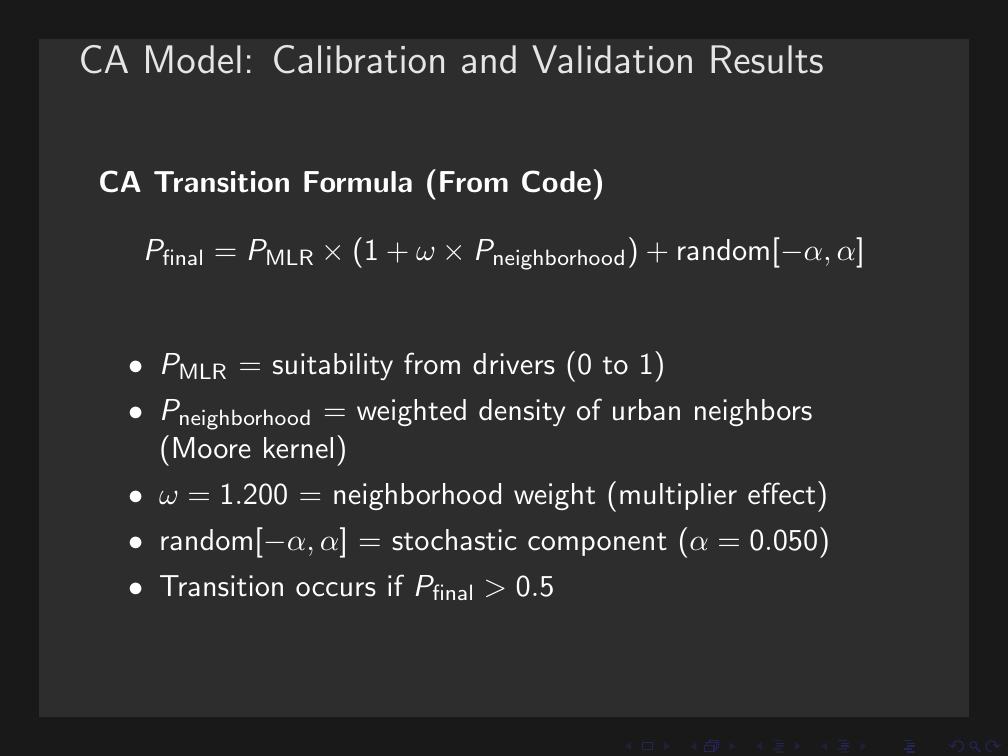 CA Model: Calibration and Validation Results
CA Transition Formula (From Code)
P_final = P_MLR × (1 + ω × P_neighborhood) + random[−α, α]
• P_MLR = suitability from drivers (0 to 1)
• P_neighborhood = weighted density of urban neighbors
(Moore kernel)
• ω = 1.200 = neighborhood weight (multiplier effect)
• random[−α, α] = stochastic component (α = 0.050)
• Transition occurs if P_final > 0.5